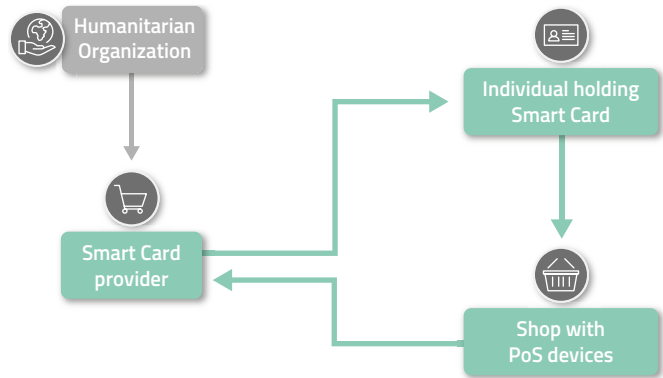 Humanitarian
Organization
Individual holding
Smart Card
Smart Card
provider
Shop with
PoS devices